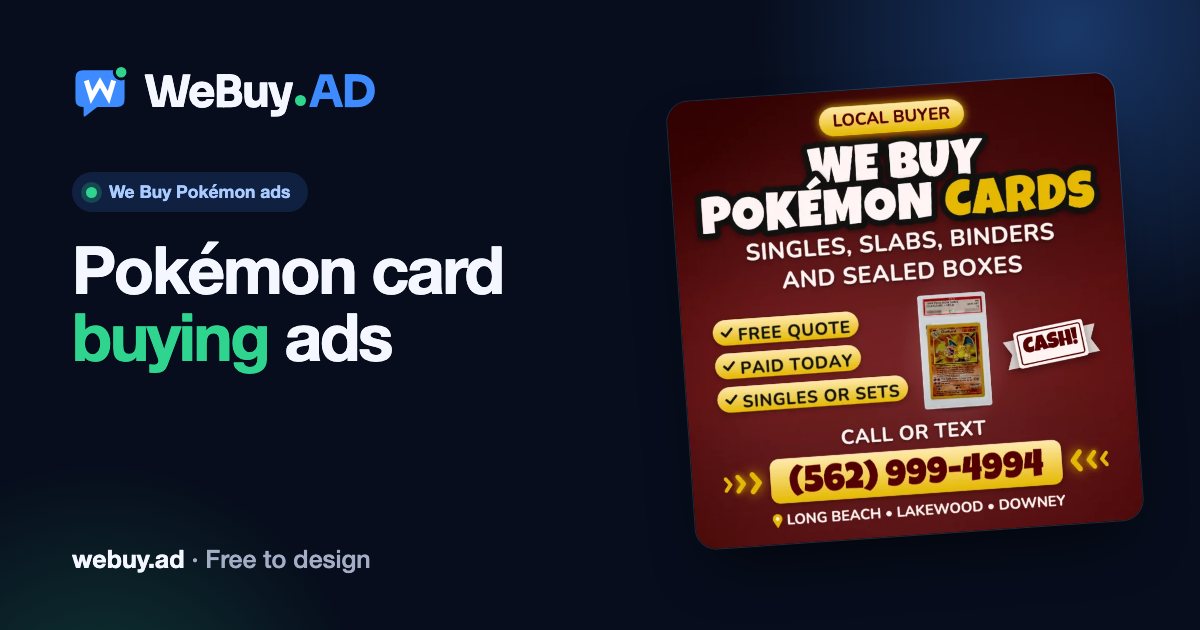 WeBuy.AD
We Buy Pokémon ads
Pokémon card
buying ads
webuy.ad · Free to design
LOCAL BUYER
WE BUY
POKÉMON CARDS
SINGLES, SLABS, BINDERS
AND SEALED BOXES
✓ FREE QUOTE
✓ PAID TODAY
✓ SINGLES OR SETS
CASH!
CALL OR TEXT
(562) 999-4994
LONG BEACH • LAKEWOOD • DOWNEY